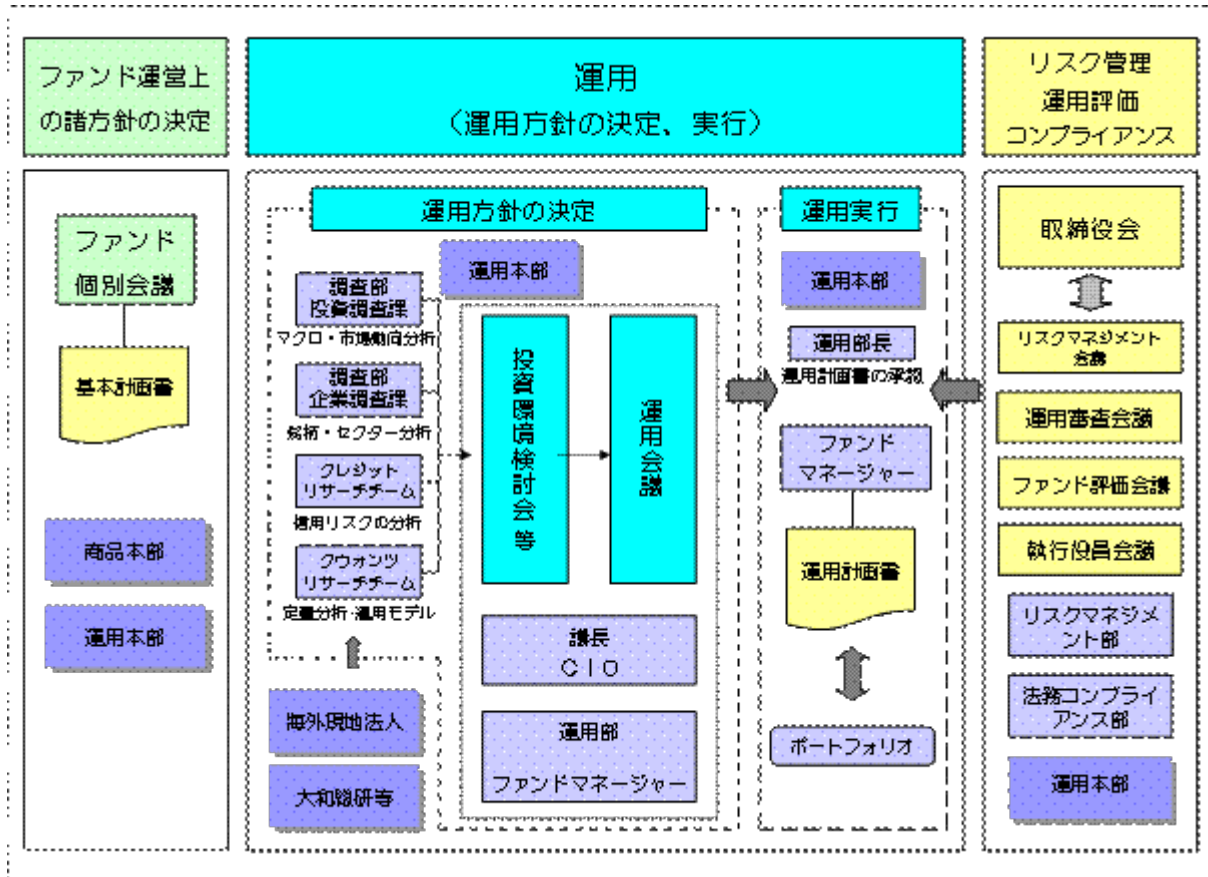 ファンド運営上
の諸方針の決定
ファンド
個別会議
基本計画書
商品本部
運用本部
運用
（運用方針の決定、実行）
運用方針の決定
運用本部
調査部
投資調査課
マクロ・市場動向分析
調査部
企業調査課
銘柄・セクター分析
クレジット
リサーチチーム
信用リスクの分析
クウォンツ
リサーチチーム
定量分析・運用モデル
海外現地法人
大和総研等
投資環境検討会等
運用会議
議長
ＣＩＯ
運用部
ファンドマネージャー
運用実行
運用本部
運用部長
運用計画書の承認
ファンド
マネージャー
運用計画書
ポートフォリオ
リスク管理
運用評価
コンプライアンス
取締役会
リスクマネジメント
会議
運用審査会議
ファンド評価会議
執行役員会議
リスクマネジメ
ント部
法務コンプライ
アンス部
運用本部